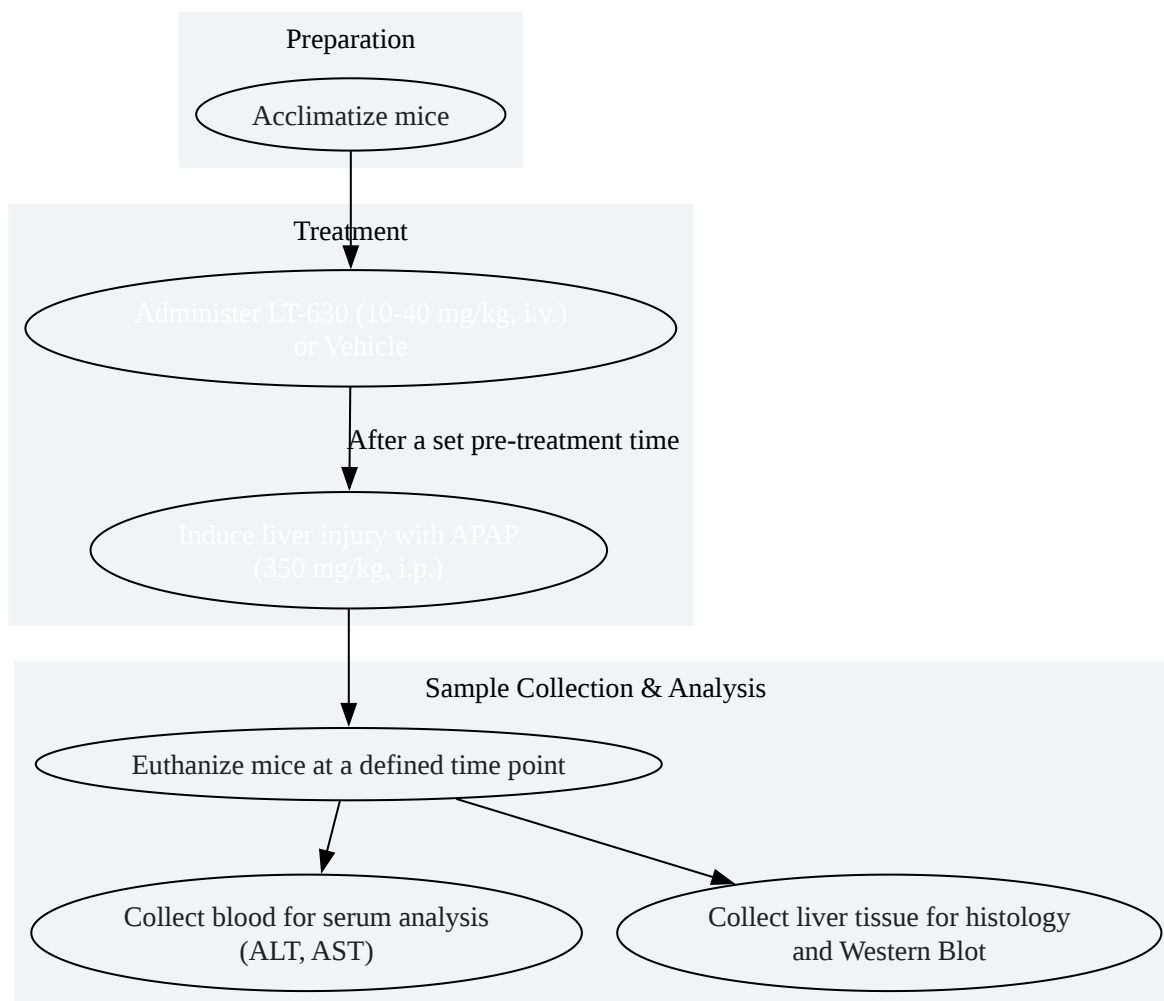 Preparation
Acclimatize mice
Treatment
Administer LT-630 (10-40 mg/kg, i.v.)
or Vehicle
After a set pre-treatment time
Induce liver injury with APAP
(350 mg/kg, i.p.)
Sample Collection & Analysis
Euthanize mice at a defined time point
Collect blood for serum analysis
(ALT, AST)
Collect liver tissue for histology
and Western Blot